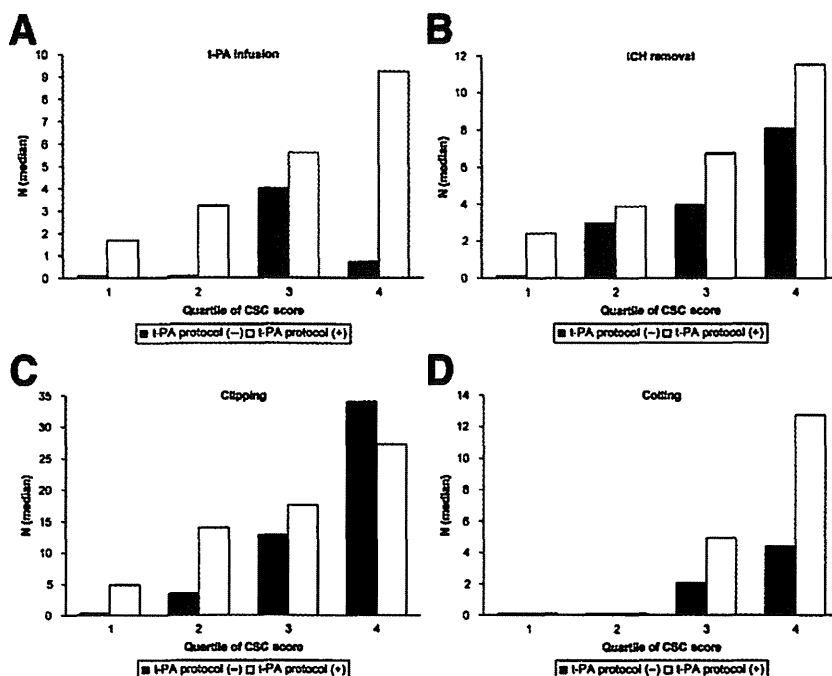 A
t-PA infusion
10
9
8
7
6
5
4
3
2
1
0
N (median)
1 2 3 4
Quartile of CSC score
t-PA protocol (−) t-PA protocol (+)
B
ICH removal
12
10
8
6
4
2
0
N (median)
1 2 3 4
Quartile of CSC score
t-PA protocol (−) t-PA protocol (+)
C
Clipping
35
30
25
20
15
10
5
0
N (median)
1 2 3 4
Quartile of CSC score
t-PA protocol (−) t-PA protocol (+)
D
Coiling
14
12
10
8
6
4
2
0
N (median)
1 2 3 4
Quartile of CSC score
t-PA protocol (−) t-PA protocol (+)